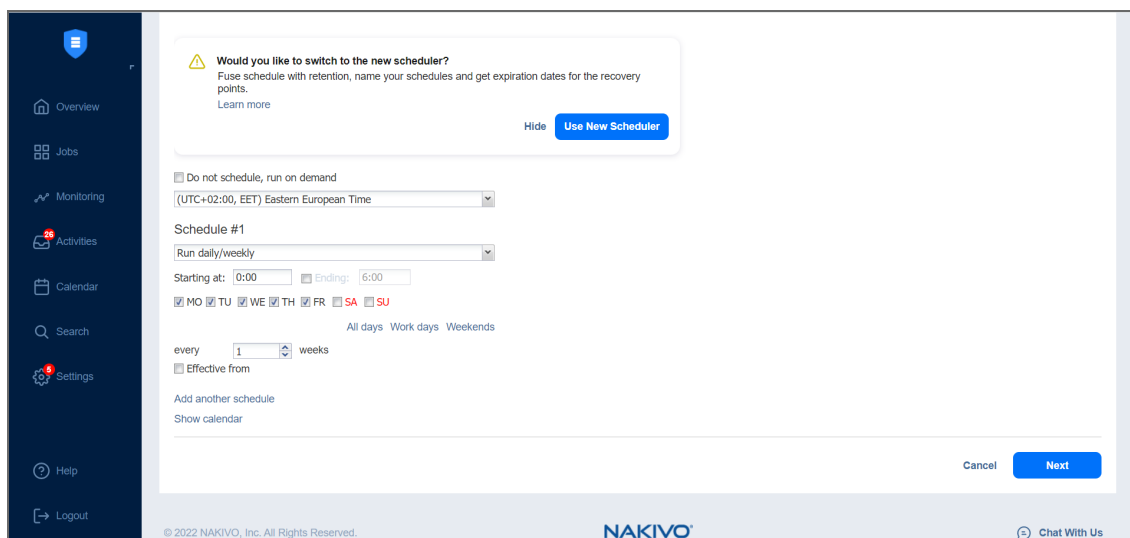 Overview
Jobs
Monitoring
26
Activities
Calendar
Search
5
Settings
Help
Logout
Would you like to switch to the new scheduler?
Fuse schedule with retention, name your schedules and get expiration dates for the recovery
points.
Learn more
Hide Use New Scheduler
Do not schedule, run on demand
(UTC+02:00, EET) Eastern European Time
Schedule #1
Run daily/weekly
Starting at: 0:00 Ending: 6:00
MO TU WE TH FR SA SU
All days Work days Weekends
every 1 weeks
Effective from
Add another schedule
Show calendar
Cancel Next
© 2022 NAKIVO, Inc. All Rights Reserved. NAKIVO® Chat With Us